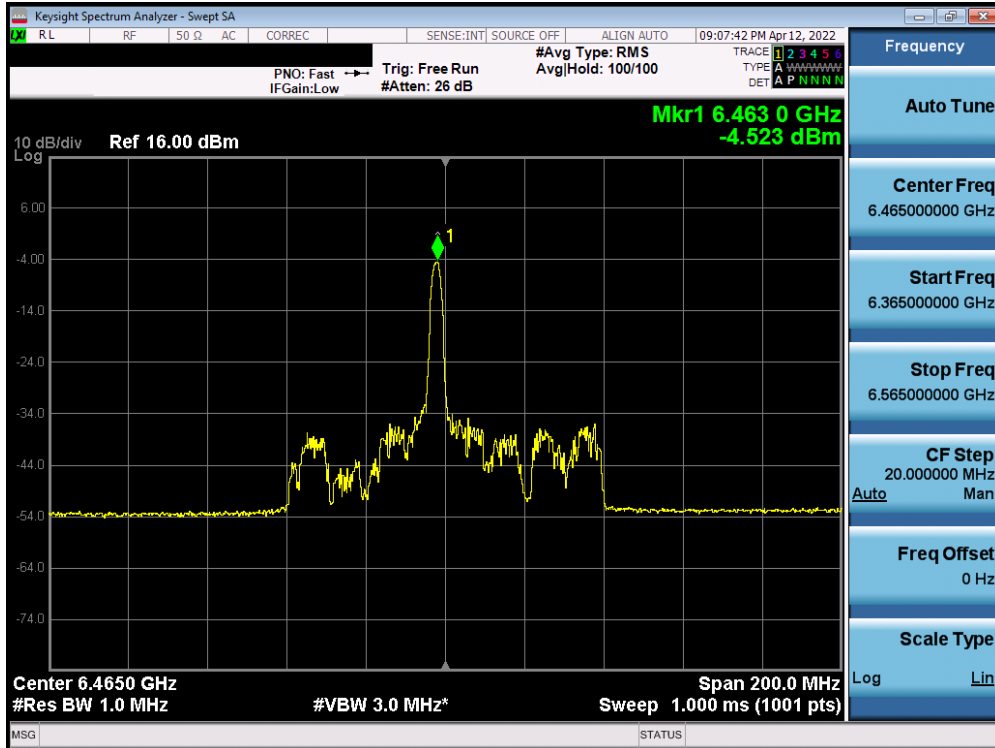 Keysight Spectrum Analyzer - Swept SA
LXI RL RF 50 Ω AC CORREC SENSE:INT SOURCE OFF ALIGN AUTO 09:07:42 PM Apr 12, 2022
PNO: Fast
IFGain:Low
Trig: Free Run
#Atten: 26 dB
#Avg Type: RMS
Avg|Hold: 100/100
TRACE 1 2 3 4 5 6
TYPE A WWWWW
DET A P N N N N
Mkr1 6.463 0 GHz
-4.523 dBm
10 dB/div
Log
Ref 16.00 dBm
1
6.00
-4.00
-14.0
-24.0
-34.0
-44.0
-54.0
-64.0
-74.0
Center 6.4650 GHz
#Res BW 1.0 MHz
#VBW 3.0 MHz*
Span 200.0 MHz
Sweep 1.000 ms (1001 pts)
MSG
STATUS
Frequency
Auto Tune
Center Freq
6.465000000 GHz
Start Freq
6.365000000 GHz
Stop Freq
6.565000000 GHz
CF Step
20.000000 MHz
Auto Man
Freq Offset
0 Hz
Scale Type
Log Lin